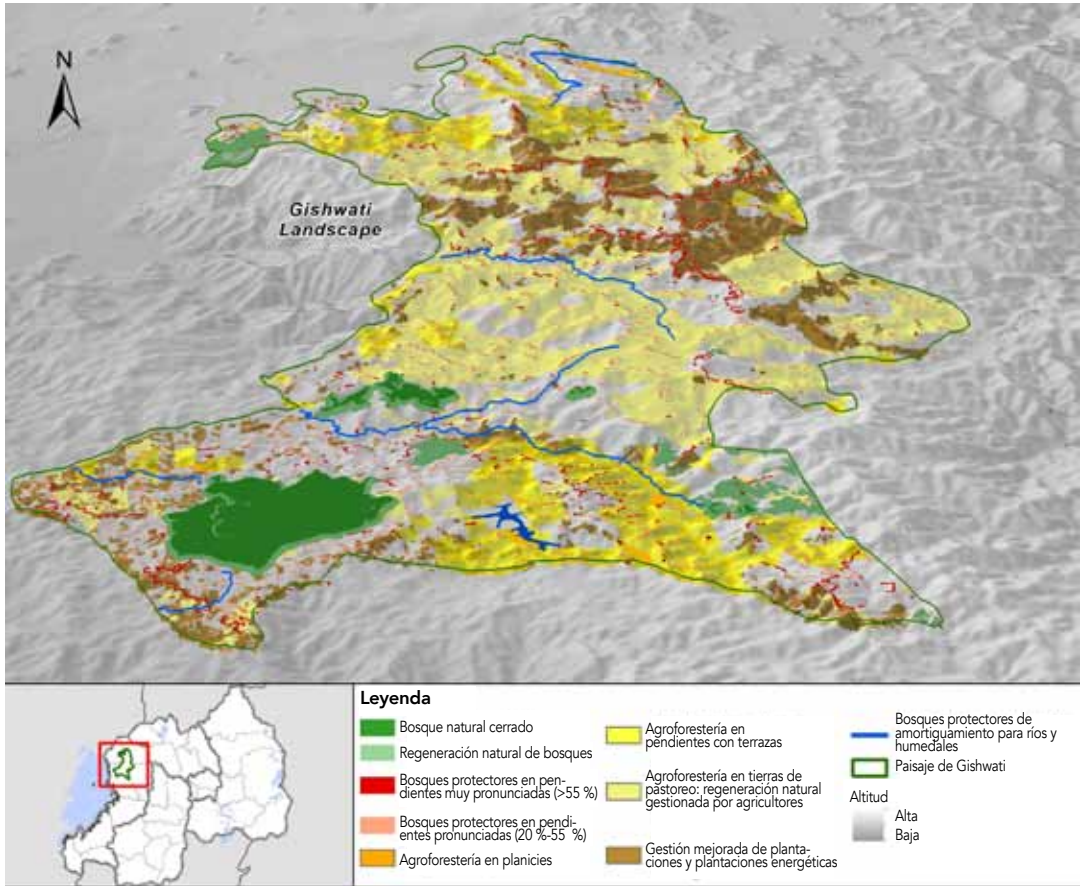 N
Gishwati
Landscape
Leyenda
Bosque natural cerrado
Regeneración natural de bosques
Bosques protectores en pen-
dientes muy pronunciadas (>55 %)
Bosques protectores en pendi-
entes pronunciadas (20 %-55 %)
Agroforestería en planicies
Agroforestería en
pendientes con terrazas
Agroforestería en tierras de
pastoreo: regeneración natural
gestionada por agricultores
Gestión mejorada de planta-
ciones y plantaciones energéticas
Bosques protectores de
amortiguamiento para ríos y
humedales
Paisaje de Gishwati
Altitud
Alta
Baja